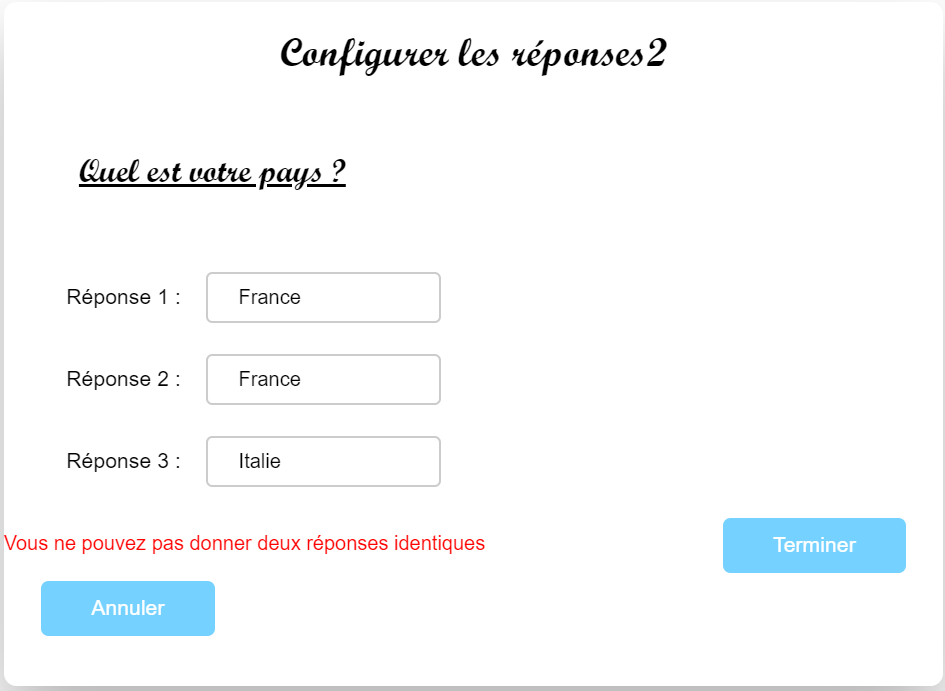 Configurer les réponses2
Quel est votre pays ?
Réponse 1 : France
Réponse 2 : France
Réponse 3 : Italie
Vous ne pouvez pas donner deux réponses identiques
Terminer
Annuler